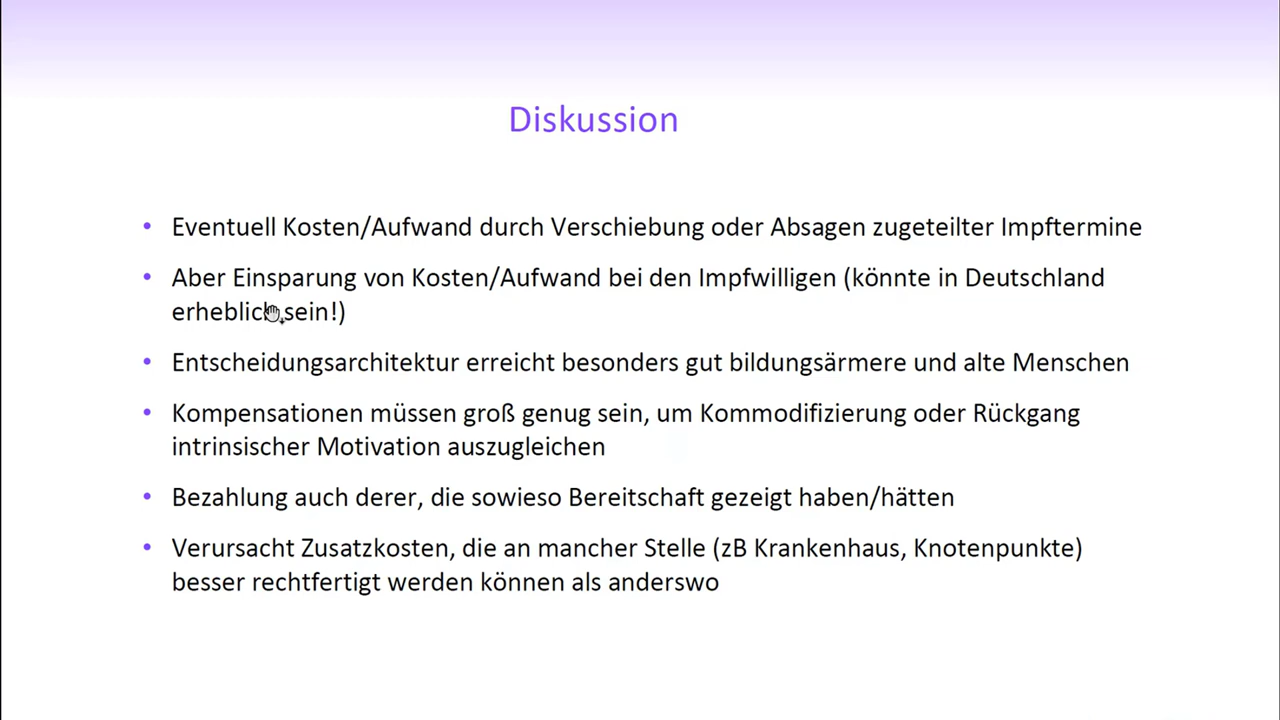 Diskussion
• Eventuell Kosten/Aufwand durch Verschiebung oder Absagen zugeteilter Impftermine
• Aber Einsparung von Kosten/Aufwand bei den Impfwilligen (könnte in Deutschland
erheblich sein!)
• Entscheidungsarchitektur erreicht besonders gut bildungsärmere und alte Menschen
• Kompensationen müssen groß genug sein, um Kommodifizierung oder Rückgang
intrinsischer Motivation auszugleichen
• Bezahlung auch derer, die sowieso Bereitschaft gezeigt haben/hätten
• Verursacht Zusatzkosten, die an mancher Stelle (zB Krankenhaus, Knotenpunkte)
besser rechtfertigt werden können als anderswo